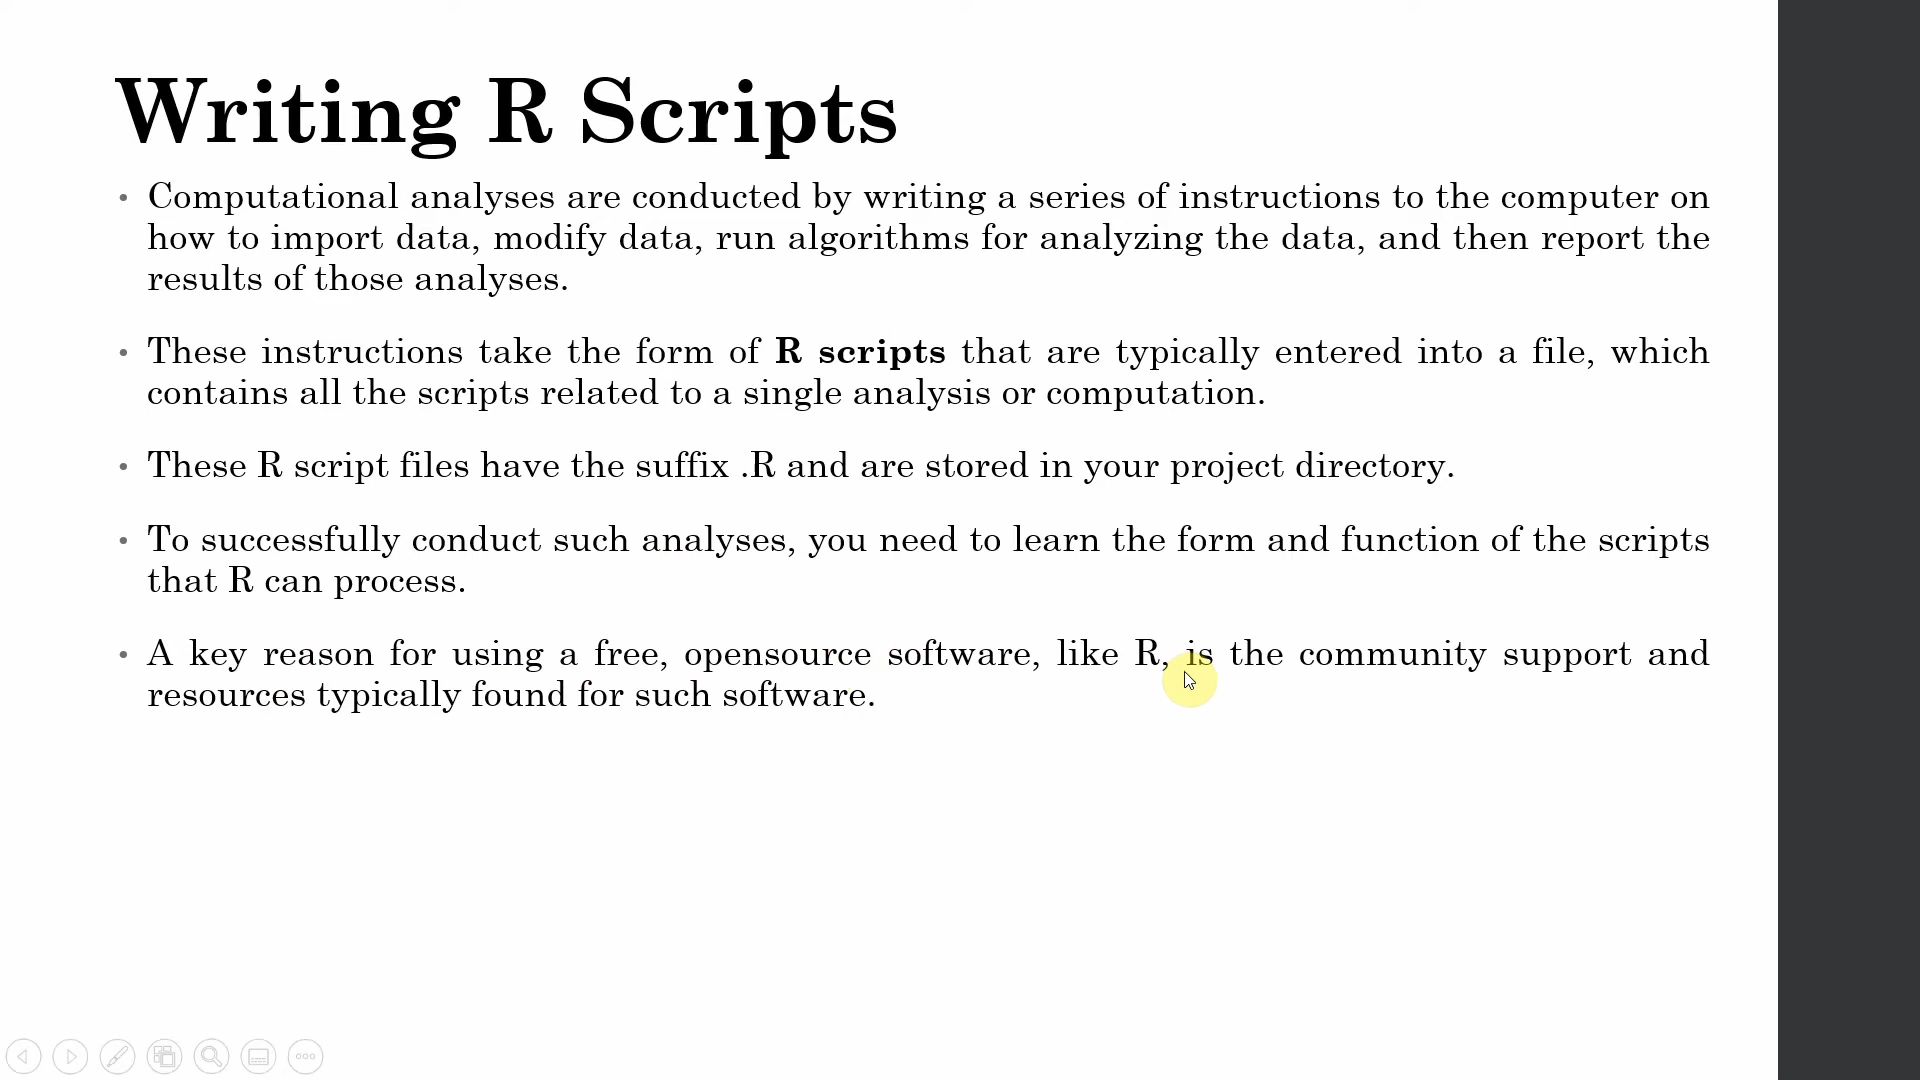 Writing R Scripts
• Computational analyses are conducted by writing a series of instructions to the computer on
how to import data, modify data, run algorithms for analyzing the data, and then report the
results of those analyses.
• These instructions take the form of R scripts that are typically entered into a file, which
contains all the scripts related to a single analysis or computation.
• These R script files have the suffix .R and are stored in your project directory.
• To successfully conduct such analyses, you need to learn the form and function of the scripts
that R can process.
• A key reason for using a free, opensource software, like R, is the community support and
resources typically found for such software.